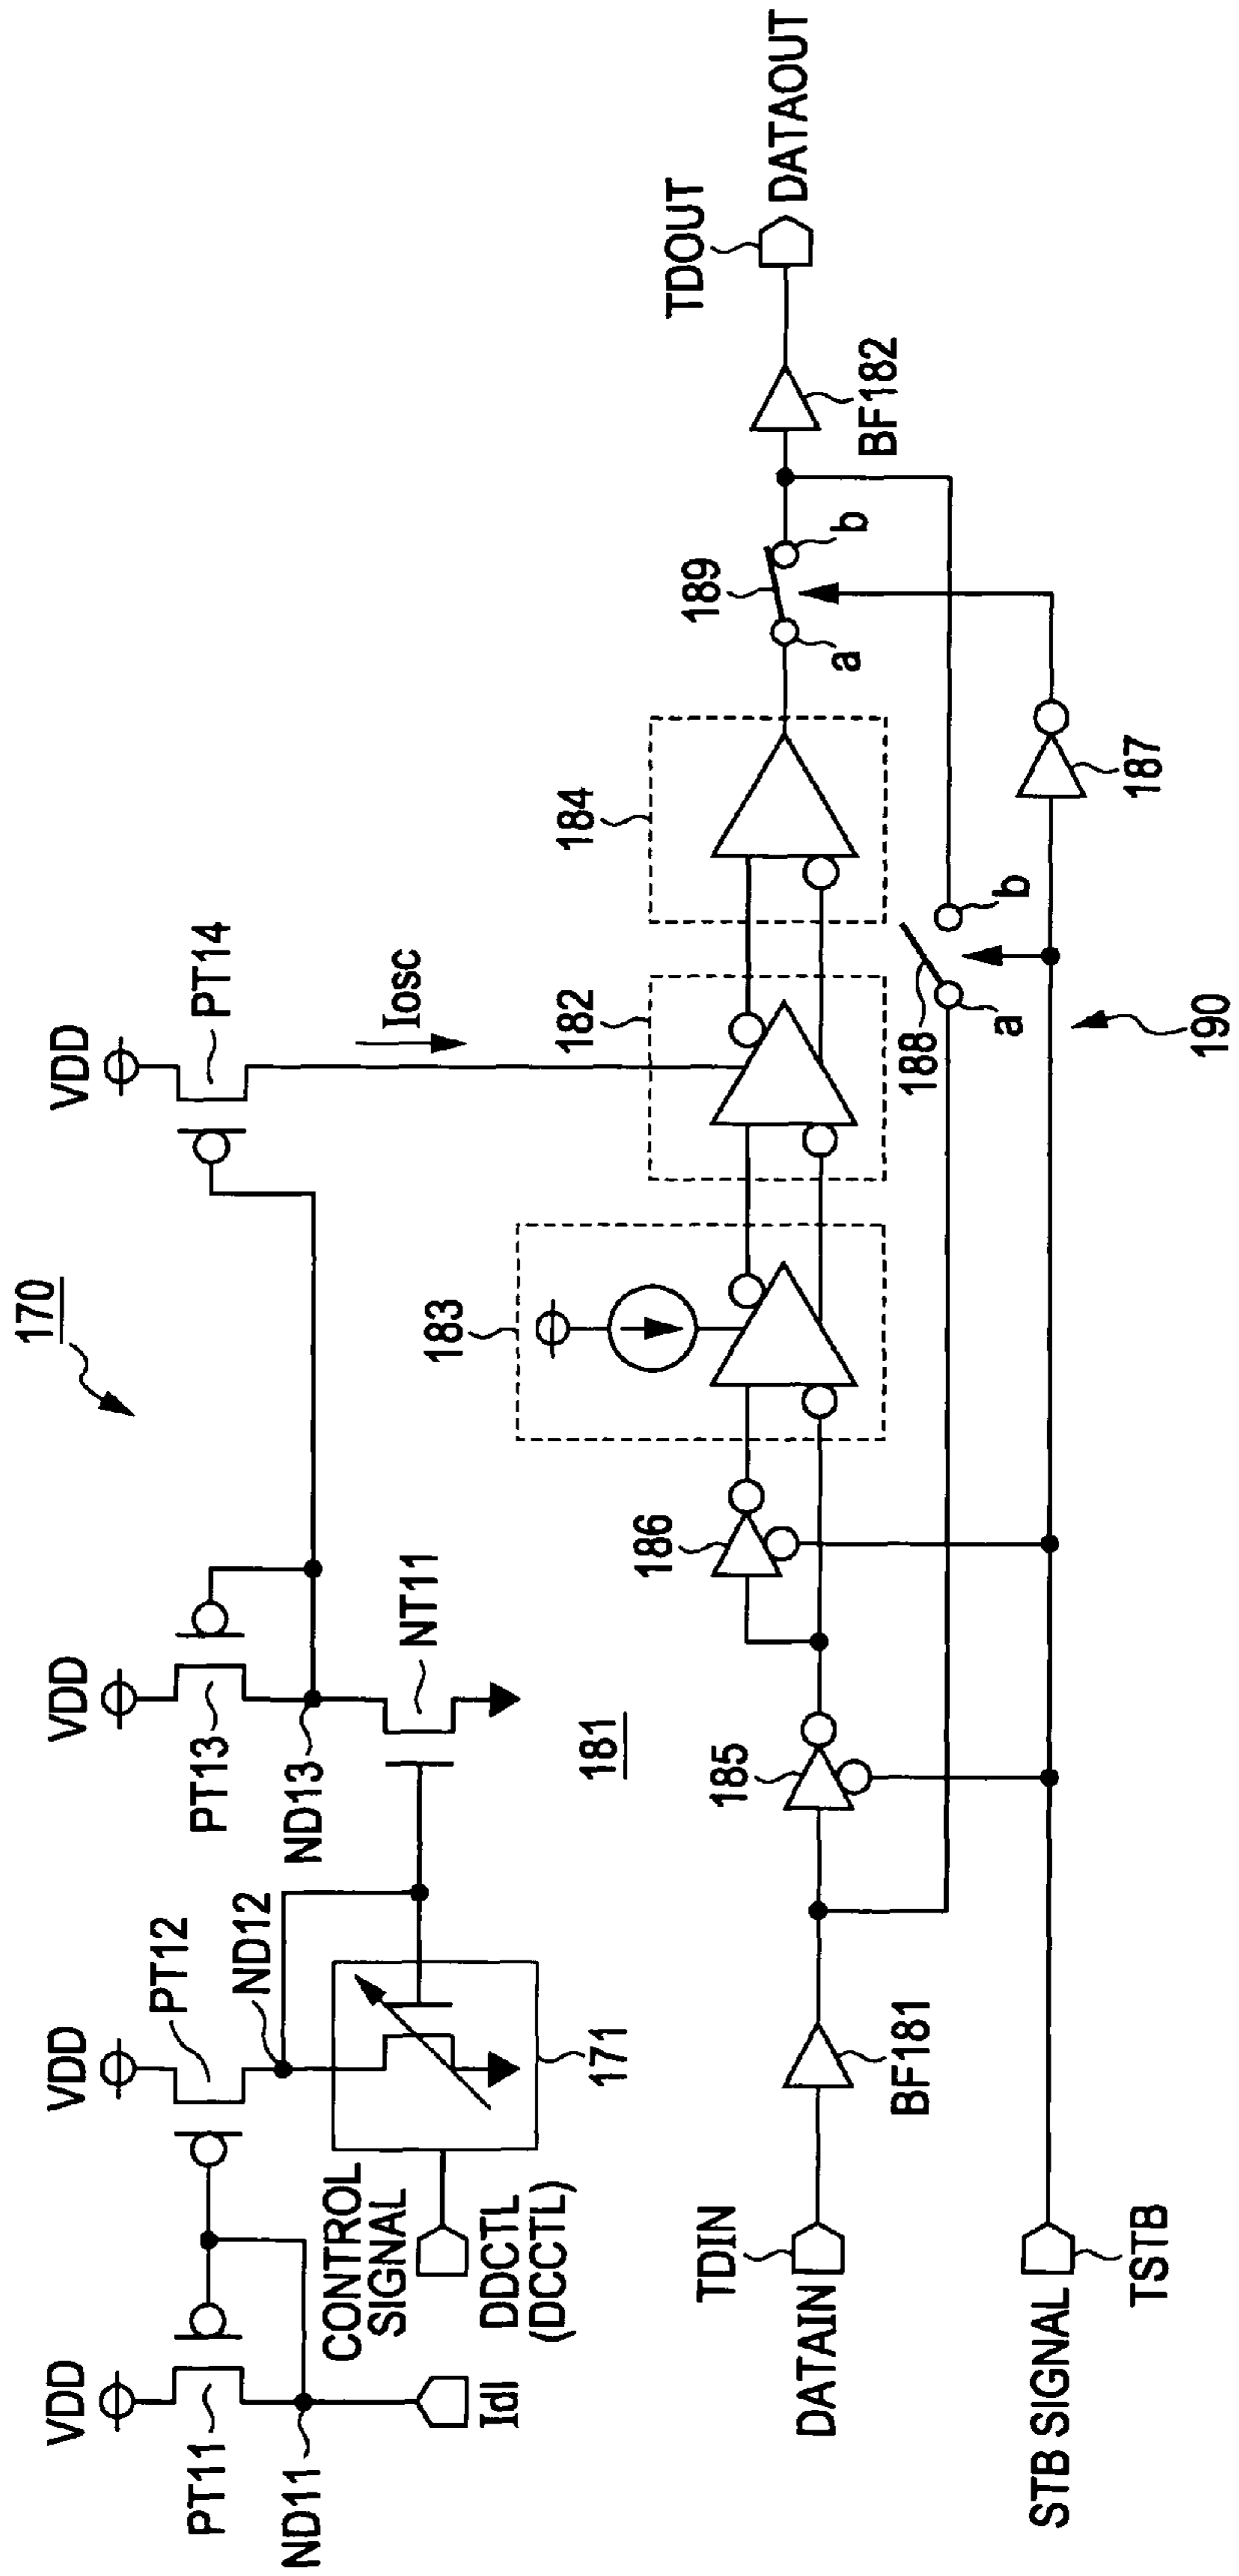 170
VDD
VDD
VDD
VDD
PT11
PT12
PT13
PT14
ND11
ND12
ND13
NT11
Iosc
Idl
CONTROL
SIGNAL
DDCTL
(DCCTL)
171
181
183
182
184
186
185
189
a
b
TDOUT
DATAOUT
BF182
TDIN
DATAIN
BF181
188
a
b
187
190
STB SIGNAL
TSTB